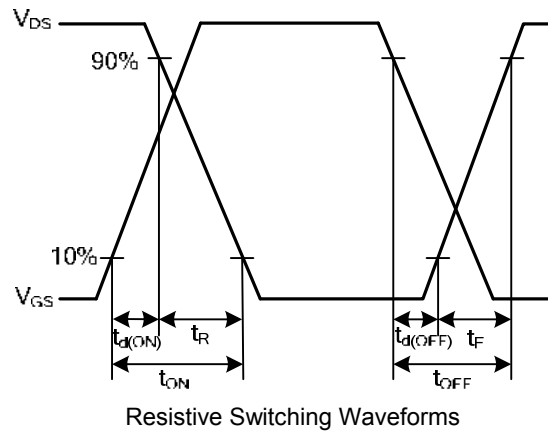 VDS
90%
10%
VGS
td(ON) tR td(OFF) tF
tON tOFF
Resistive Switching Waveforms